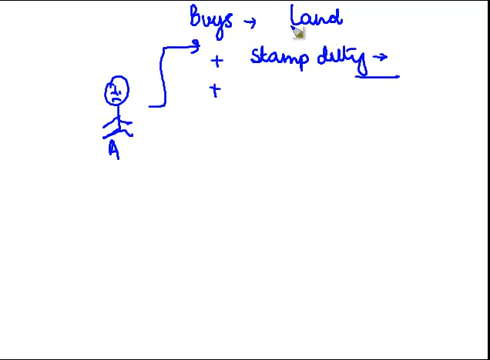 Buys → Land
+ stamp duty →
+
A